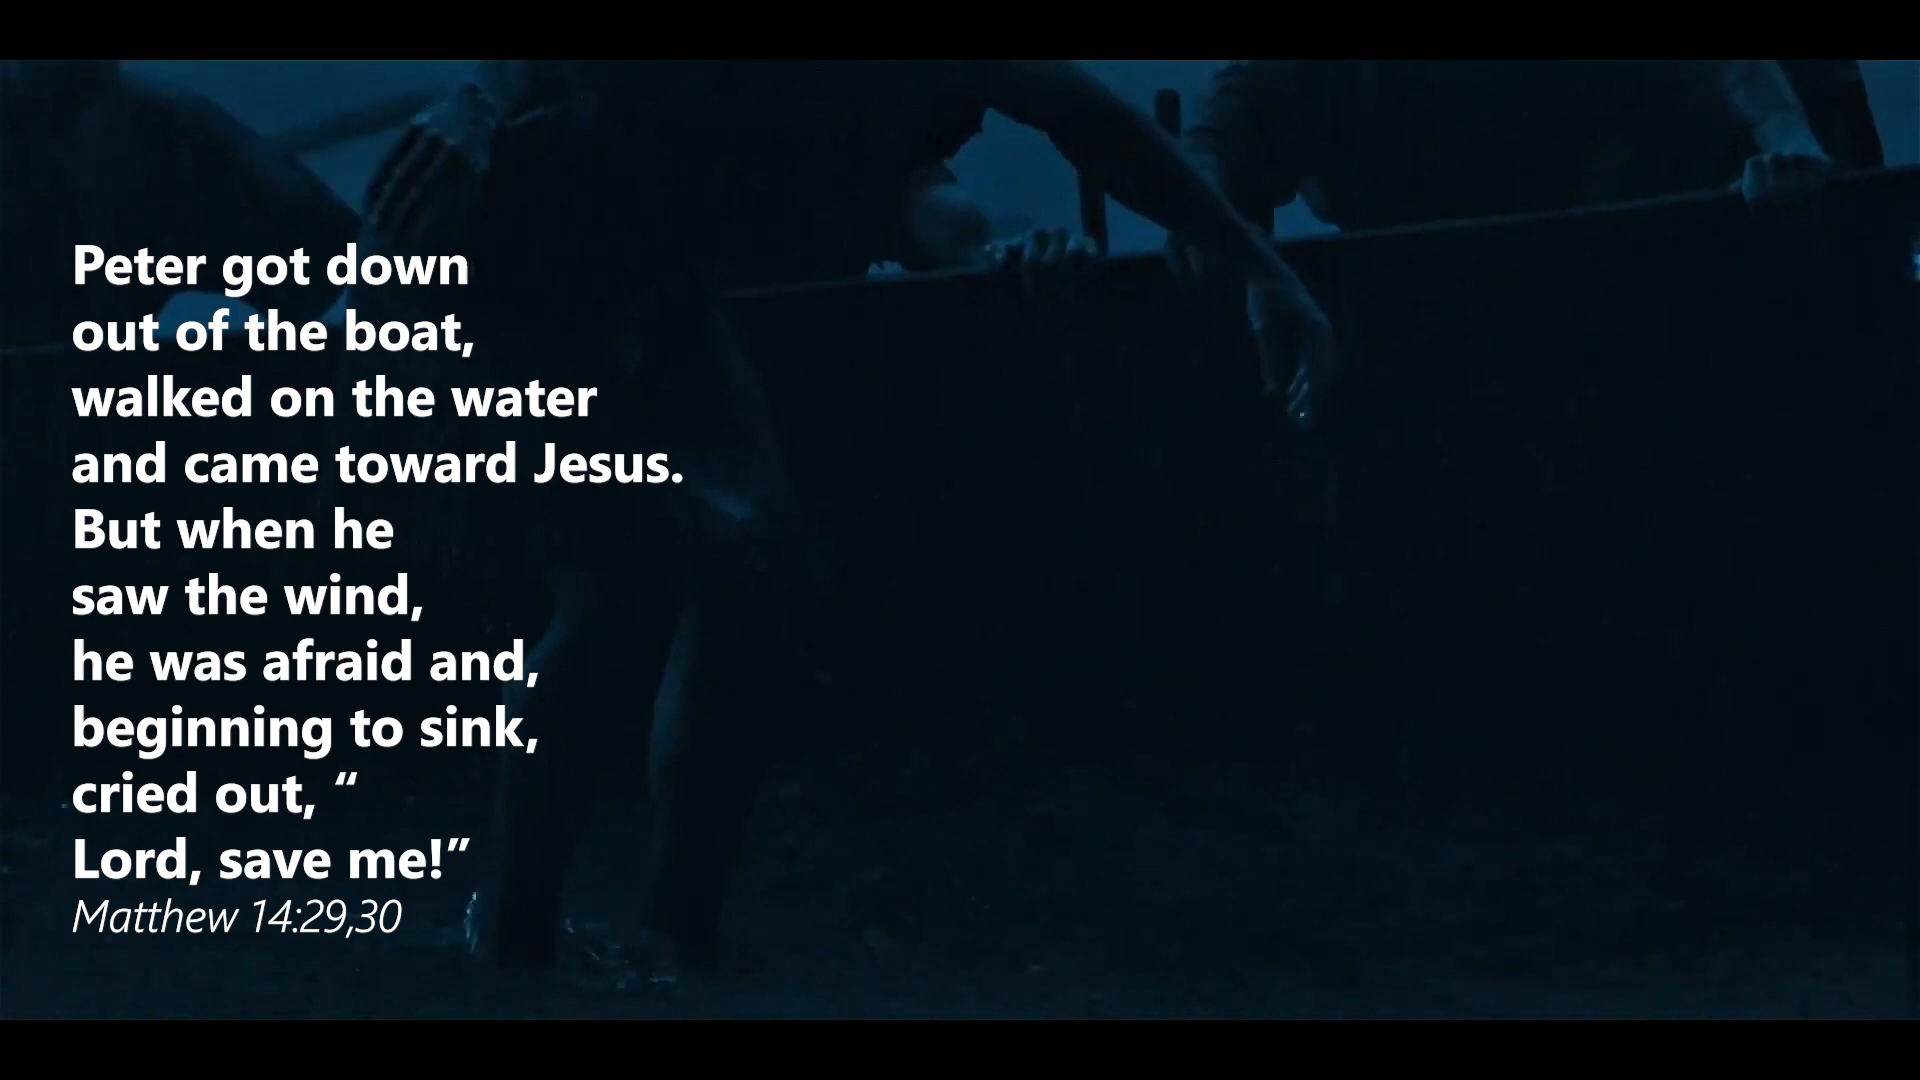 Peter got down
out of the boat,
walked on the water
and came toward Jesus.
But when he
saw the wind,
he was afraid and,
beginning to sink,
cried out, “
Lord, save me!”
Matthew 14:29,30